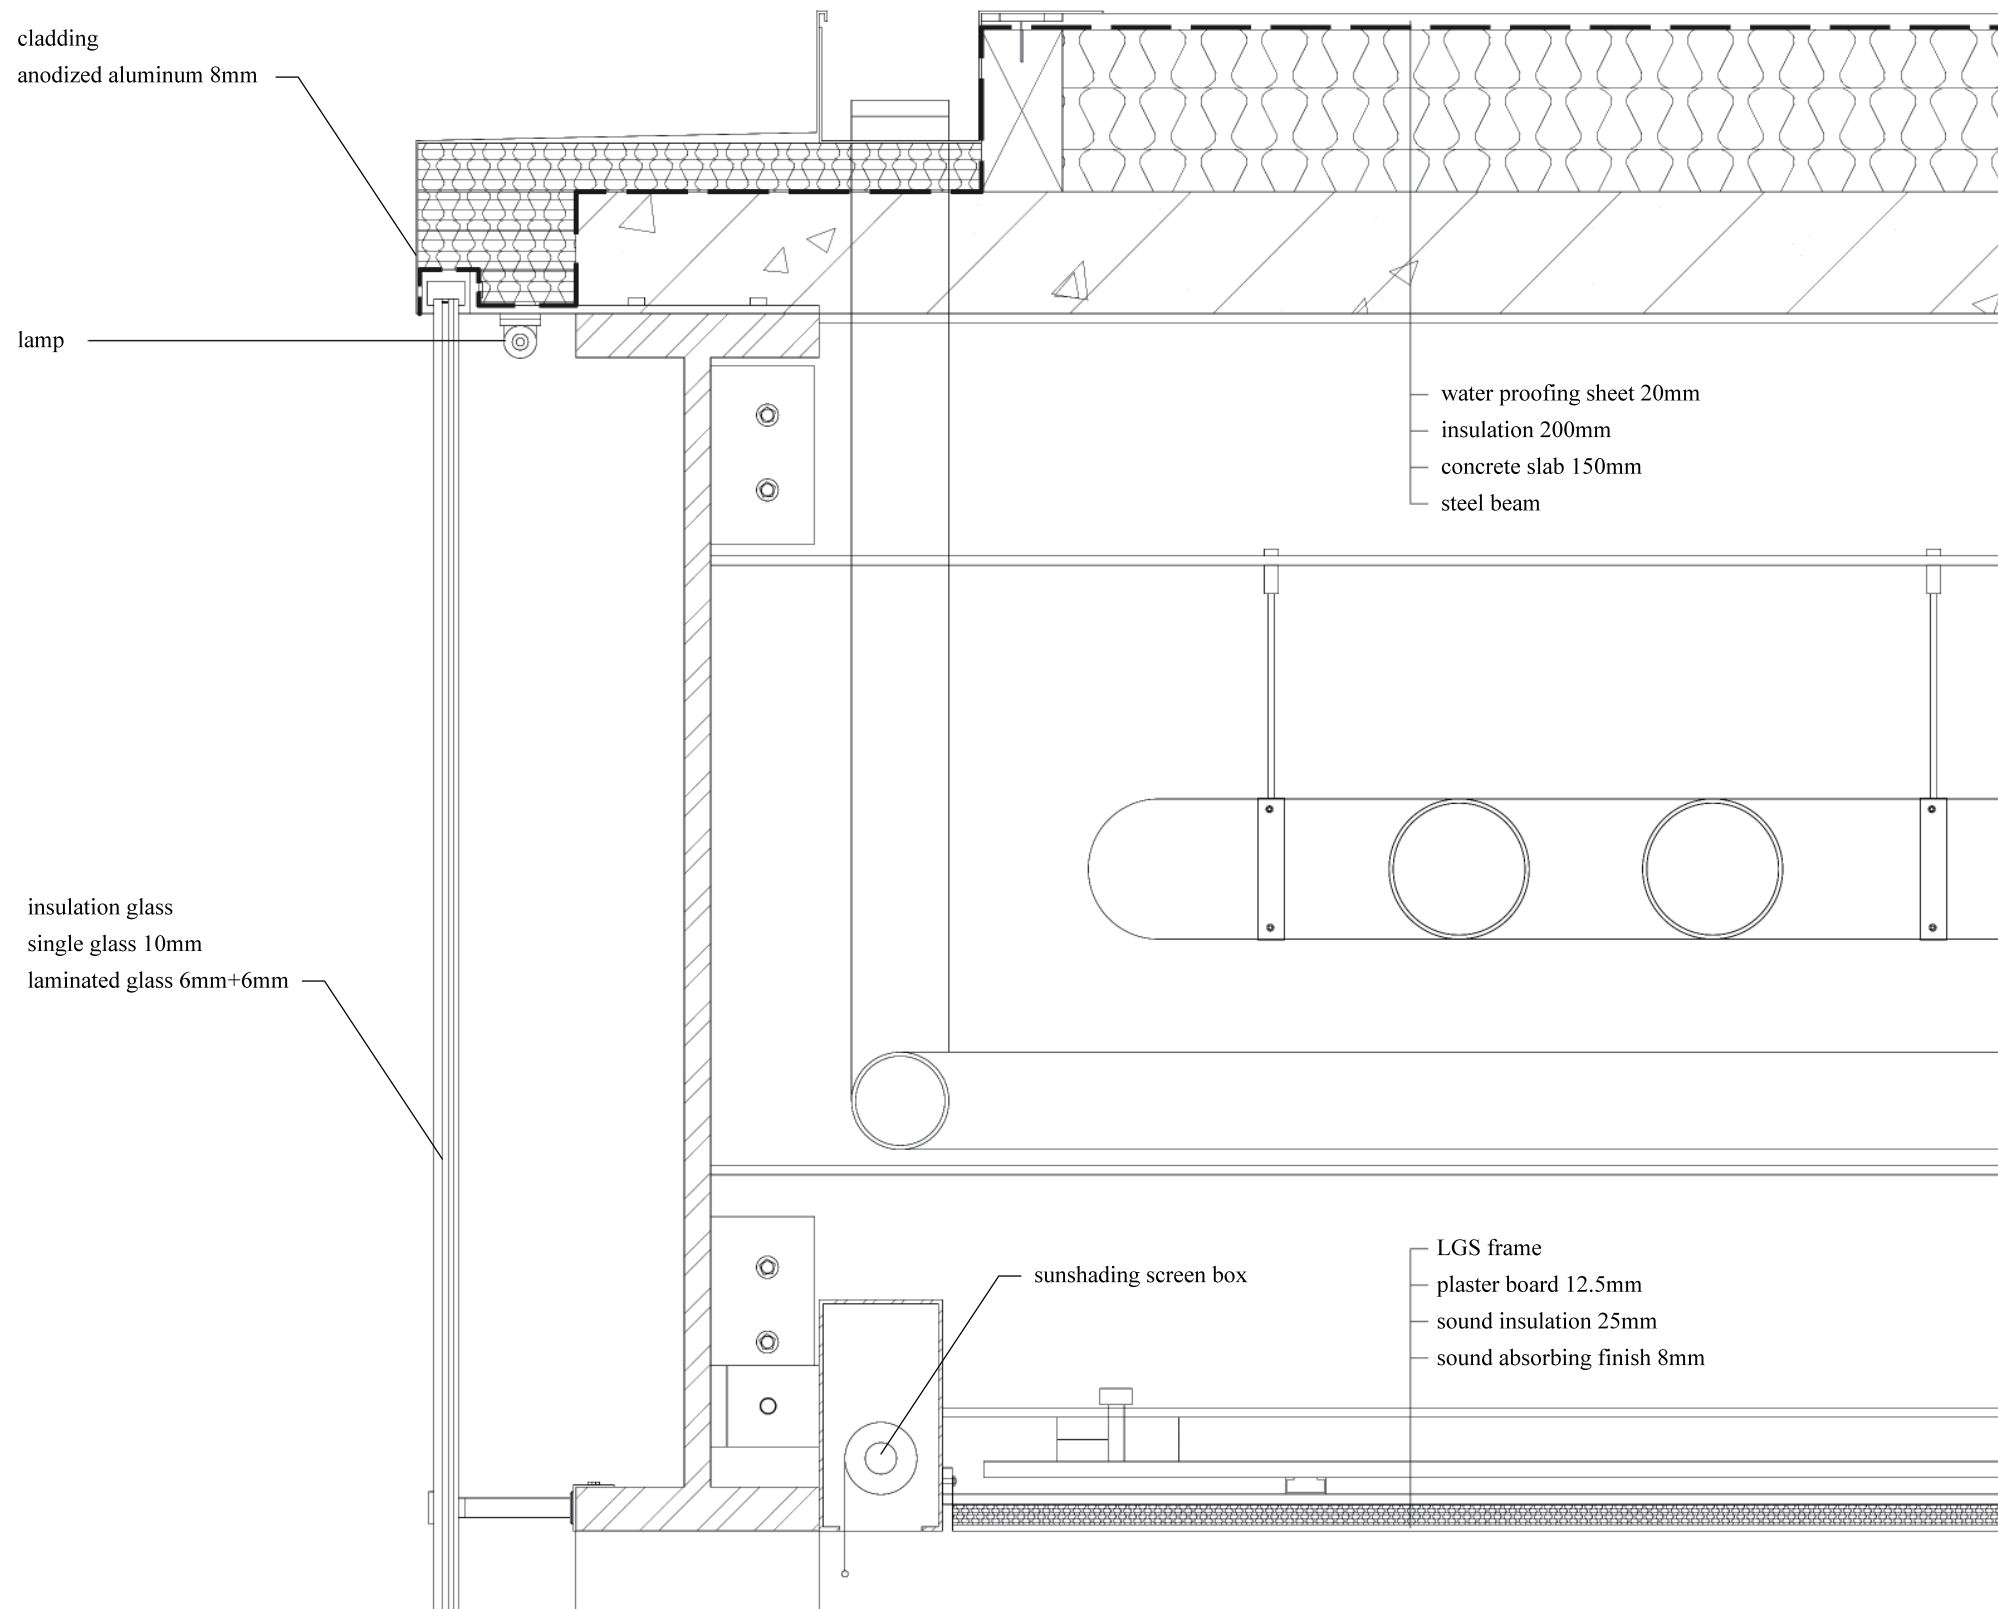 cladding
anodized aluminum 8mm
lamp
water proofing sheet 20mm
insulation 200mm
concrete slab 150mm
steel beam
insulation glass
single glass 10mm
laminated glass 6mm+6mm
sunshading screen box
LGS frame
plaster board 12.5mm
sound insulation 25mm
sound absorbing finish 8mm